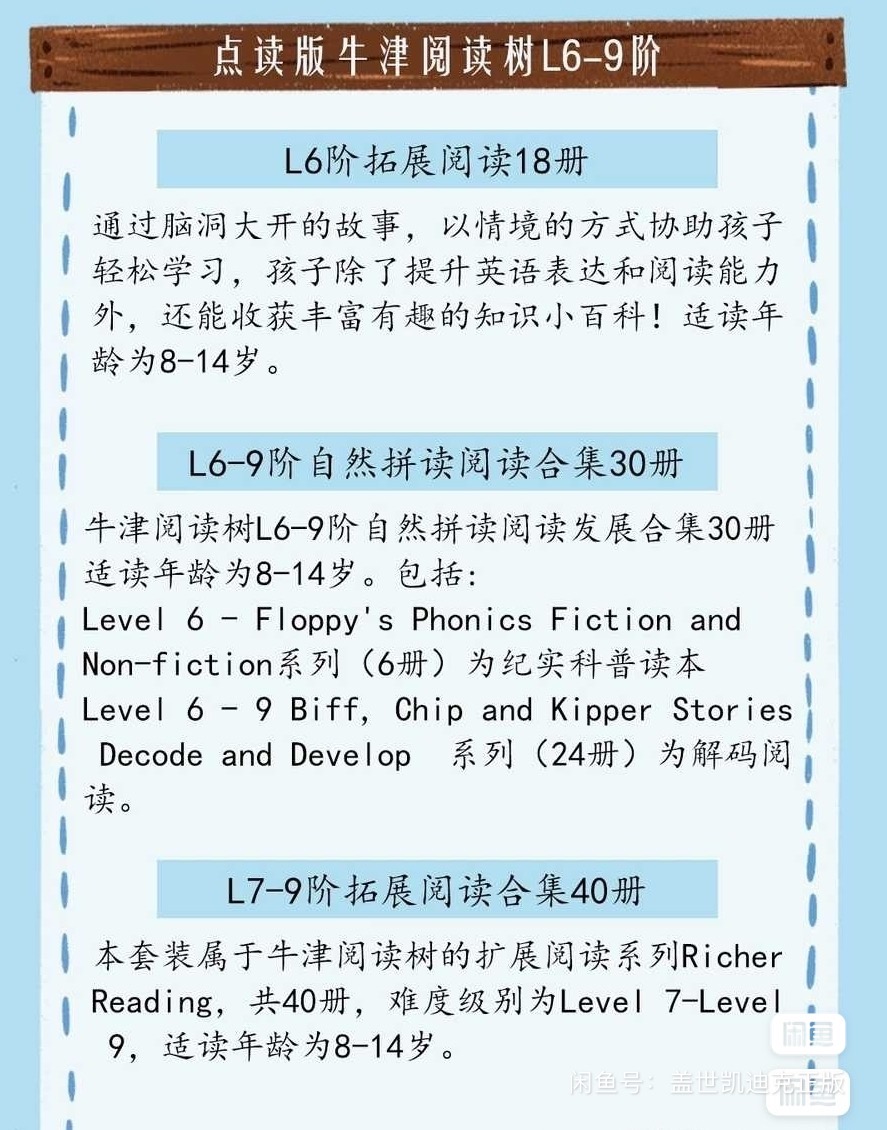 点读版牛津阅读树L6-9阶
L6阶拓展阅读18册
通过脑洞大开的故事，以情境的方式协助孩子
轻松学习，孩子除了提升英语表达和阅读能力
外，还能收获丰富有趣的知识小百科！适读年
龄为8-14岁。
L6-9阶自然拼读阅读合集30册
牛津阅读树L6-9阶自然拼读阅读发展合集30册
适读年龄为8-14岁。包括:
Level 6 - Floppy's Phonics Fiction and
Non-fiction系列（6册）为纪实科普读本
Level 6 - 9 Biff, Chip and Kipper Stories
Decode and Develop 系列（24册）为解码阅
读。
L7-9阶拓展阅读合集40册
本套装属于牛津阅读树的扩展阅读系列Richer
Reading，共40册，难度级别为Level 7-Level
9，适读年龄为8-14岁。
闲鱼
闲鱼号：盖世凯迪克正版
闲鱼